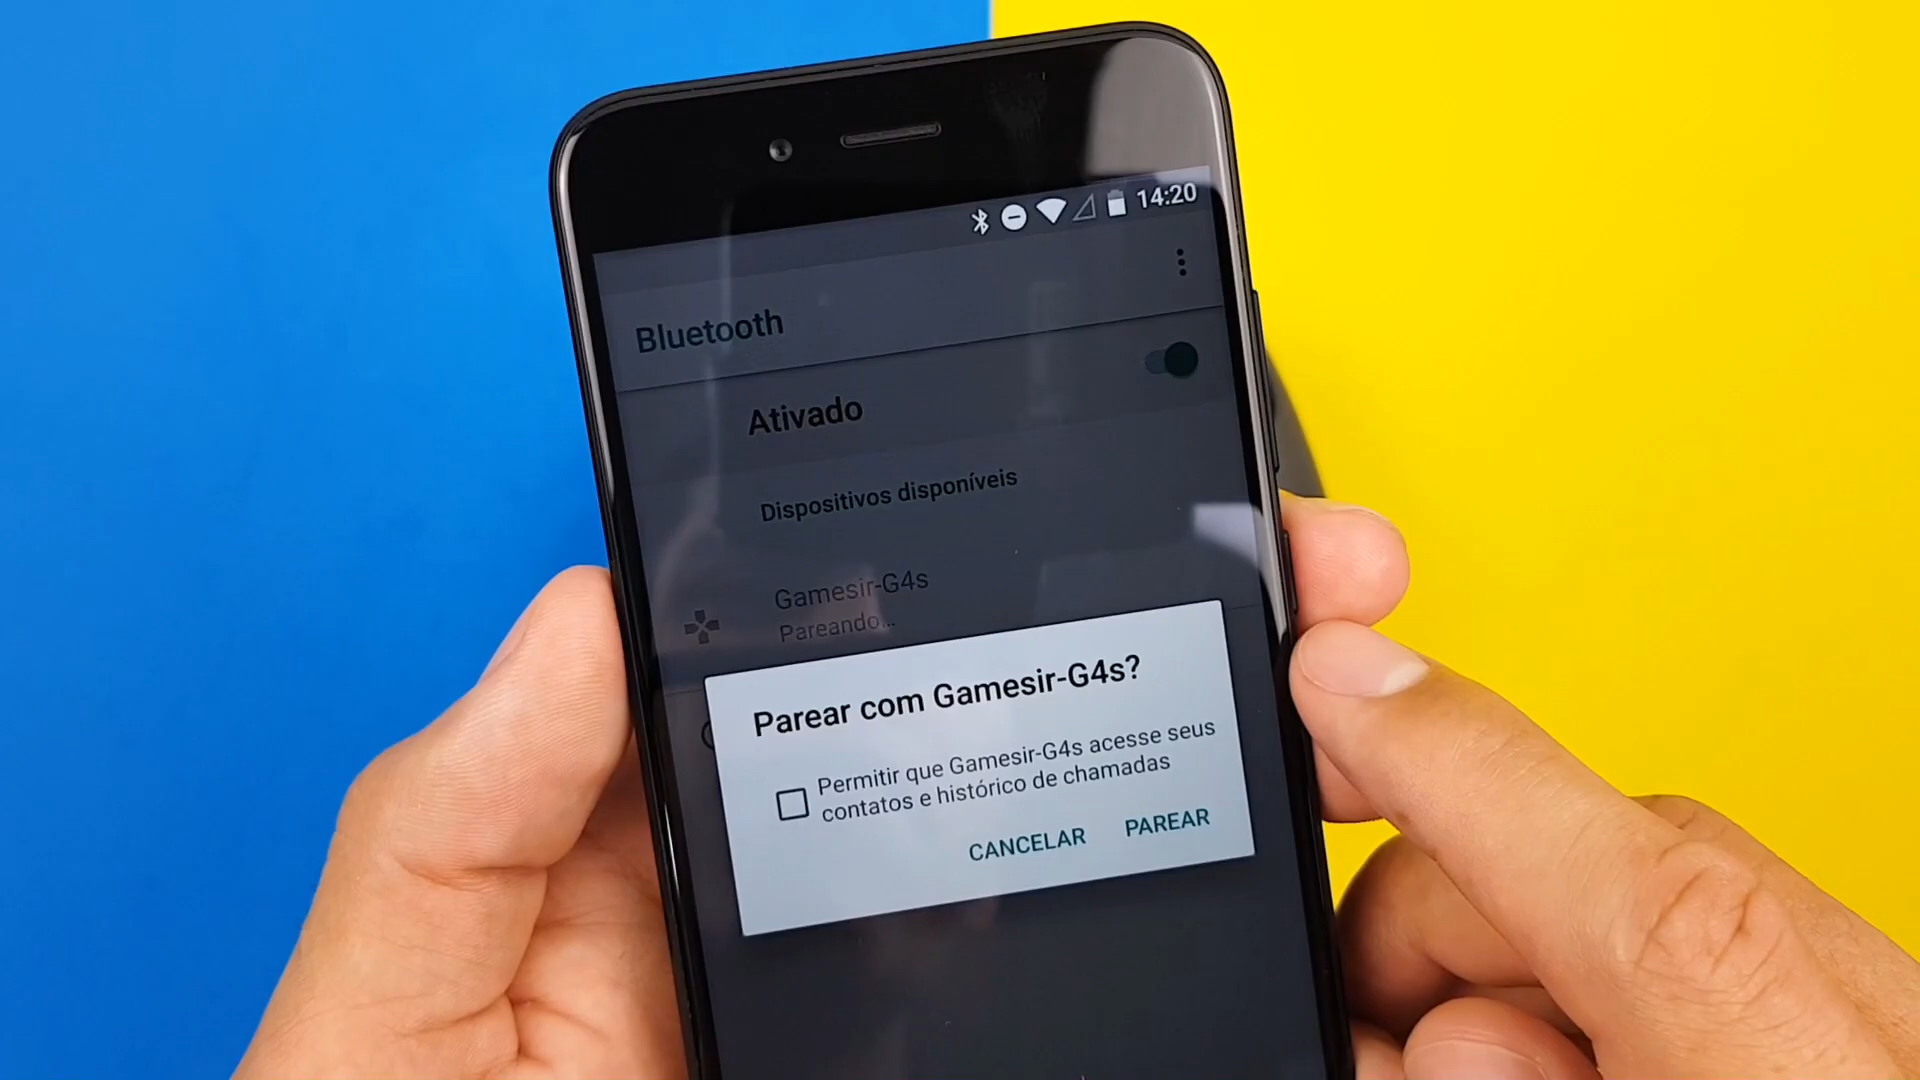 14:20
Bluetooth
Ativado
Dispositivos disponíveis
Gamesir-G4s
Pareando...
Parear com Gamesir-G4s?
Permitir que Gamesir-G4s acesse seus
contatos e histórico de chamadas
CANCELAR PAREAR